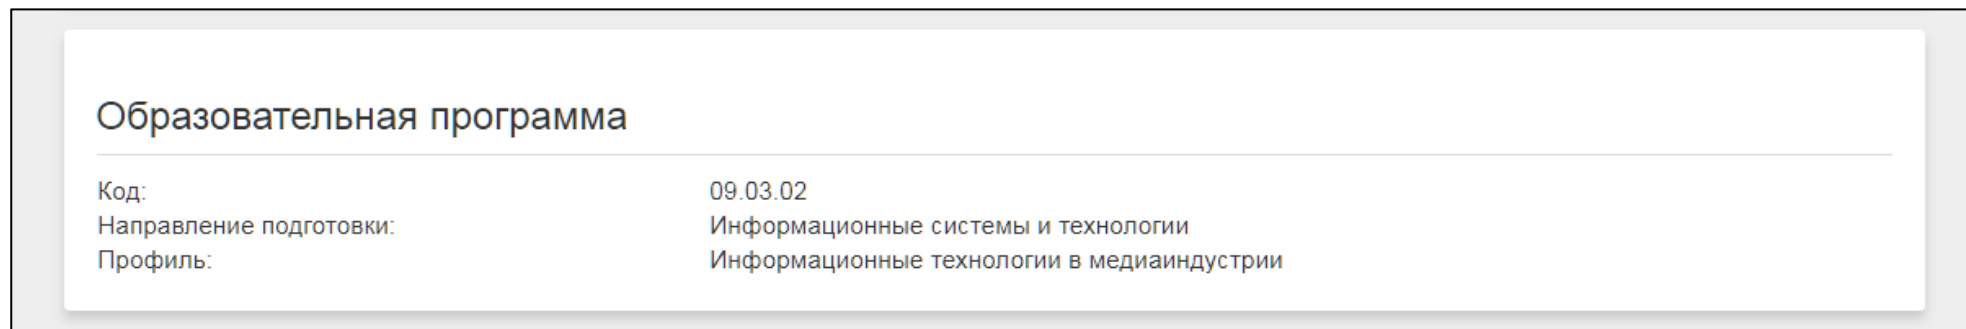 Образовательная программа
Код: 09.03.02
Направление подготовки: Информационные системы и технологии
Профиль: Информационные технологии в медиаиндустрии